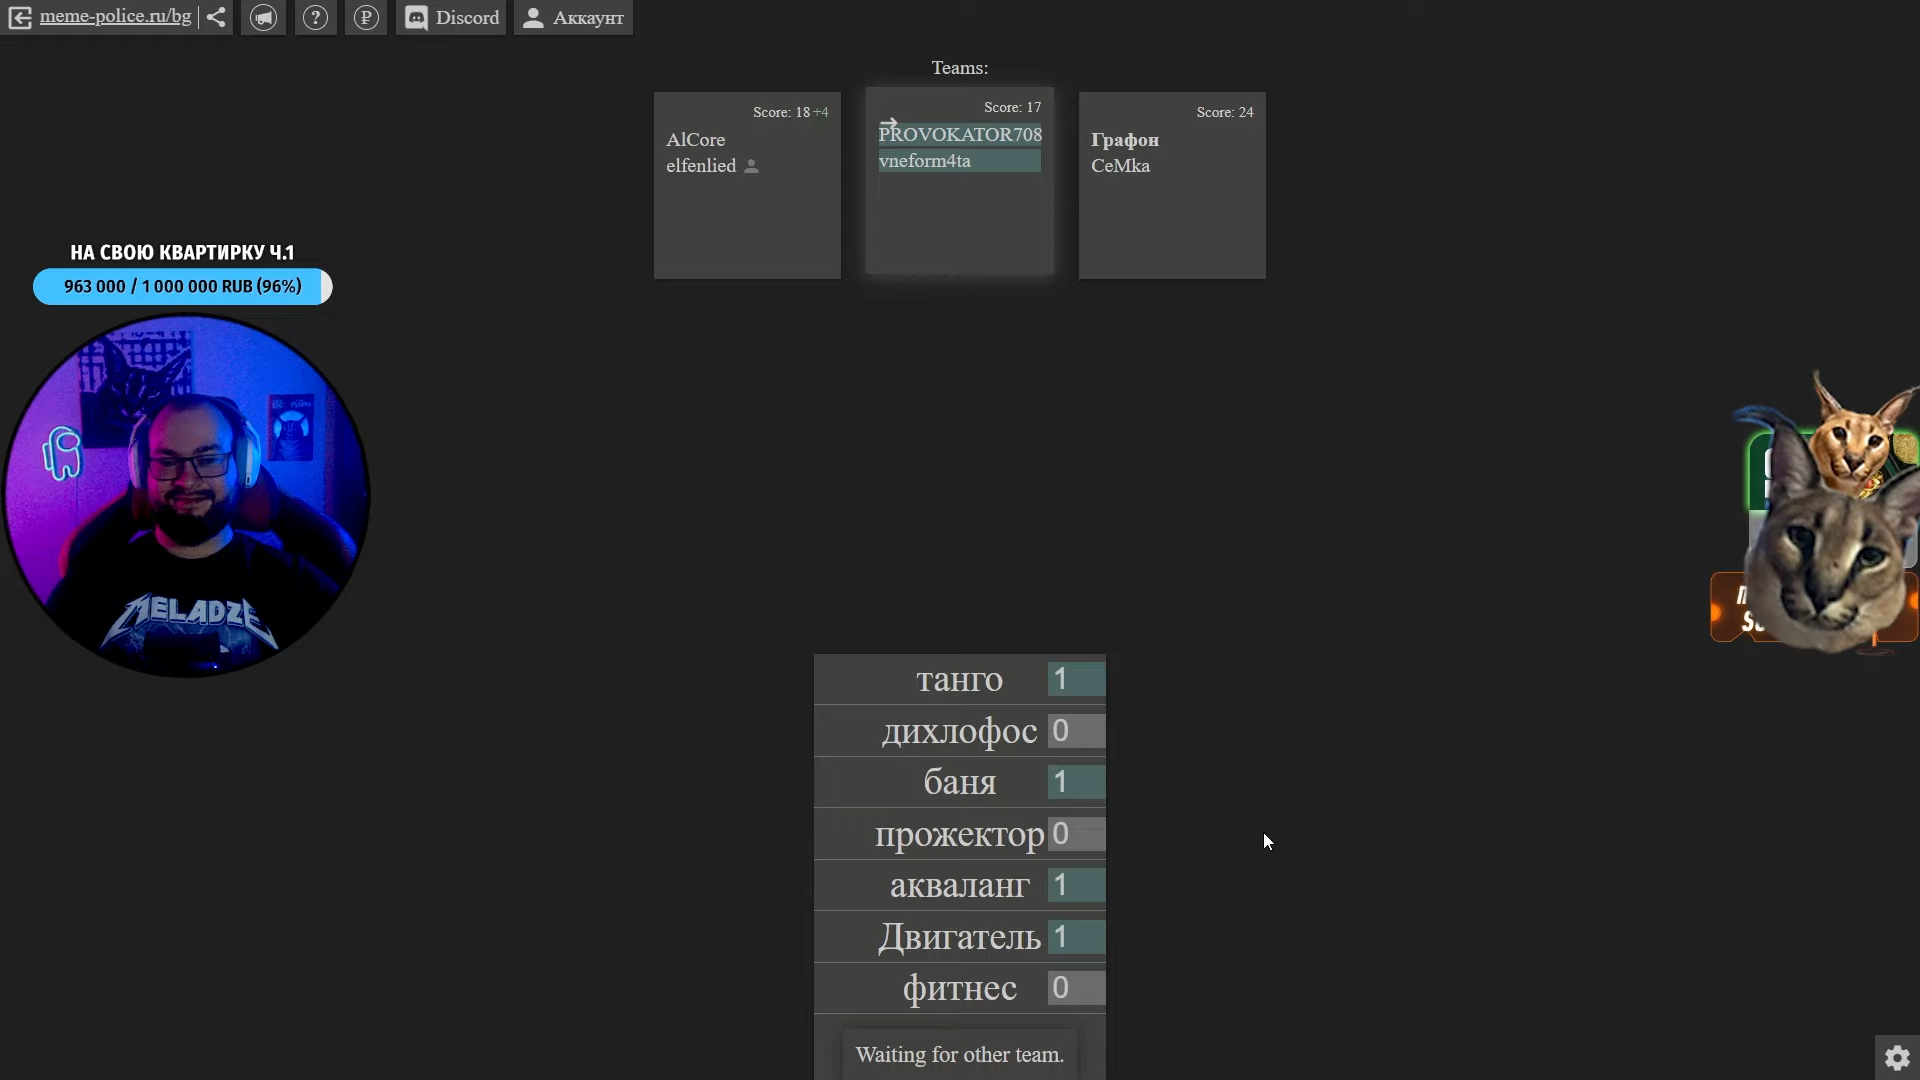 meme-police.ru/bg
Discord
Аккаунт
Teams:
Score: 18 +4
AlCore
elfenlied
Score: 17
PROVOKATOR708
vneform4ta
Score: 24
Графон
CeMka
НА СВОЮ КВАРТИРКУ Ч.1
963 000 / 1 000 000 RUB (96%)
MELADZE
танго 1
дихлофос 0
баня 1
прожектор 0
акваланг 1
Двигатель 1
фитнес 0
Waiting for other team.